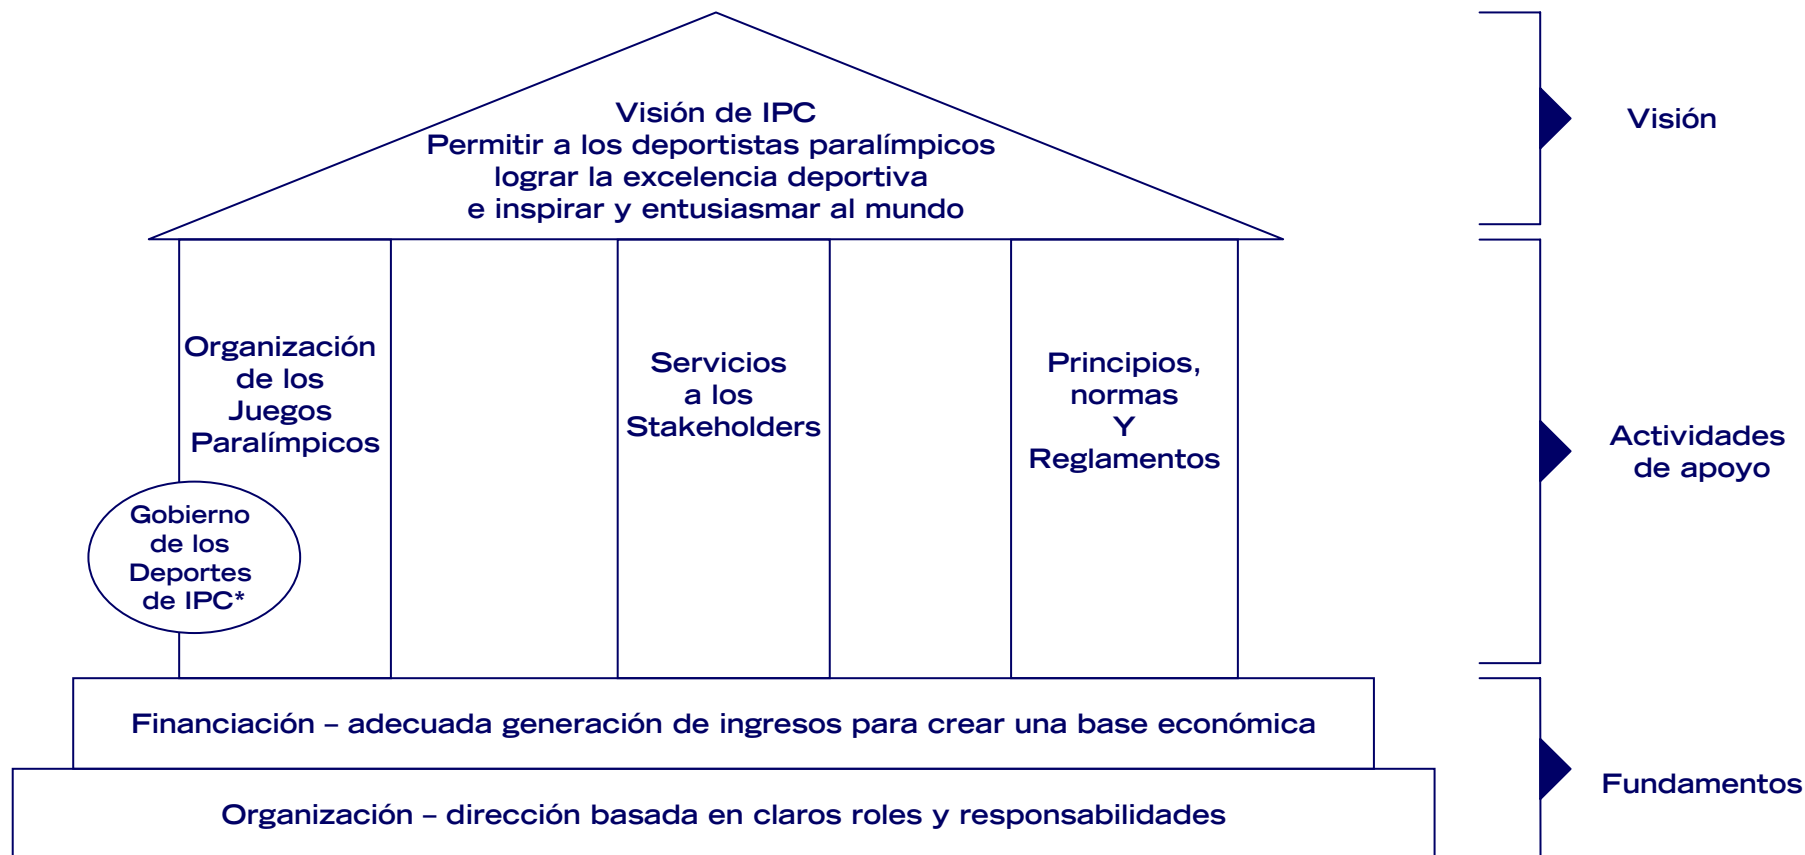 Visión de IPC
Permitir a los deportistas paralímpicos
lograr la excelencia deportiva
e inspirar y entusiasmar al mundo
Visión
Organización
de los
Juegos
Paralímpicos
Servicios
a los
Stakeholders
Principios,
normas
Y
Reglamentos
Actividades
de apoyo
Gobierno
de los
Deportes
de IPC*
Financiación – adecuada generación de ingresos para crear una base económica
Organización – dirección basada en claros roles y responsabilidades
Fundamentos